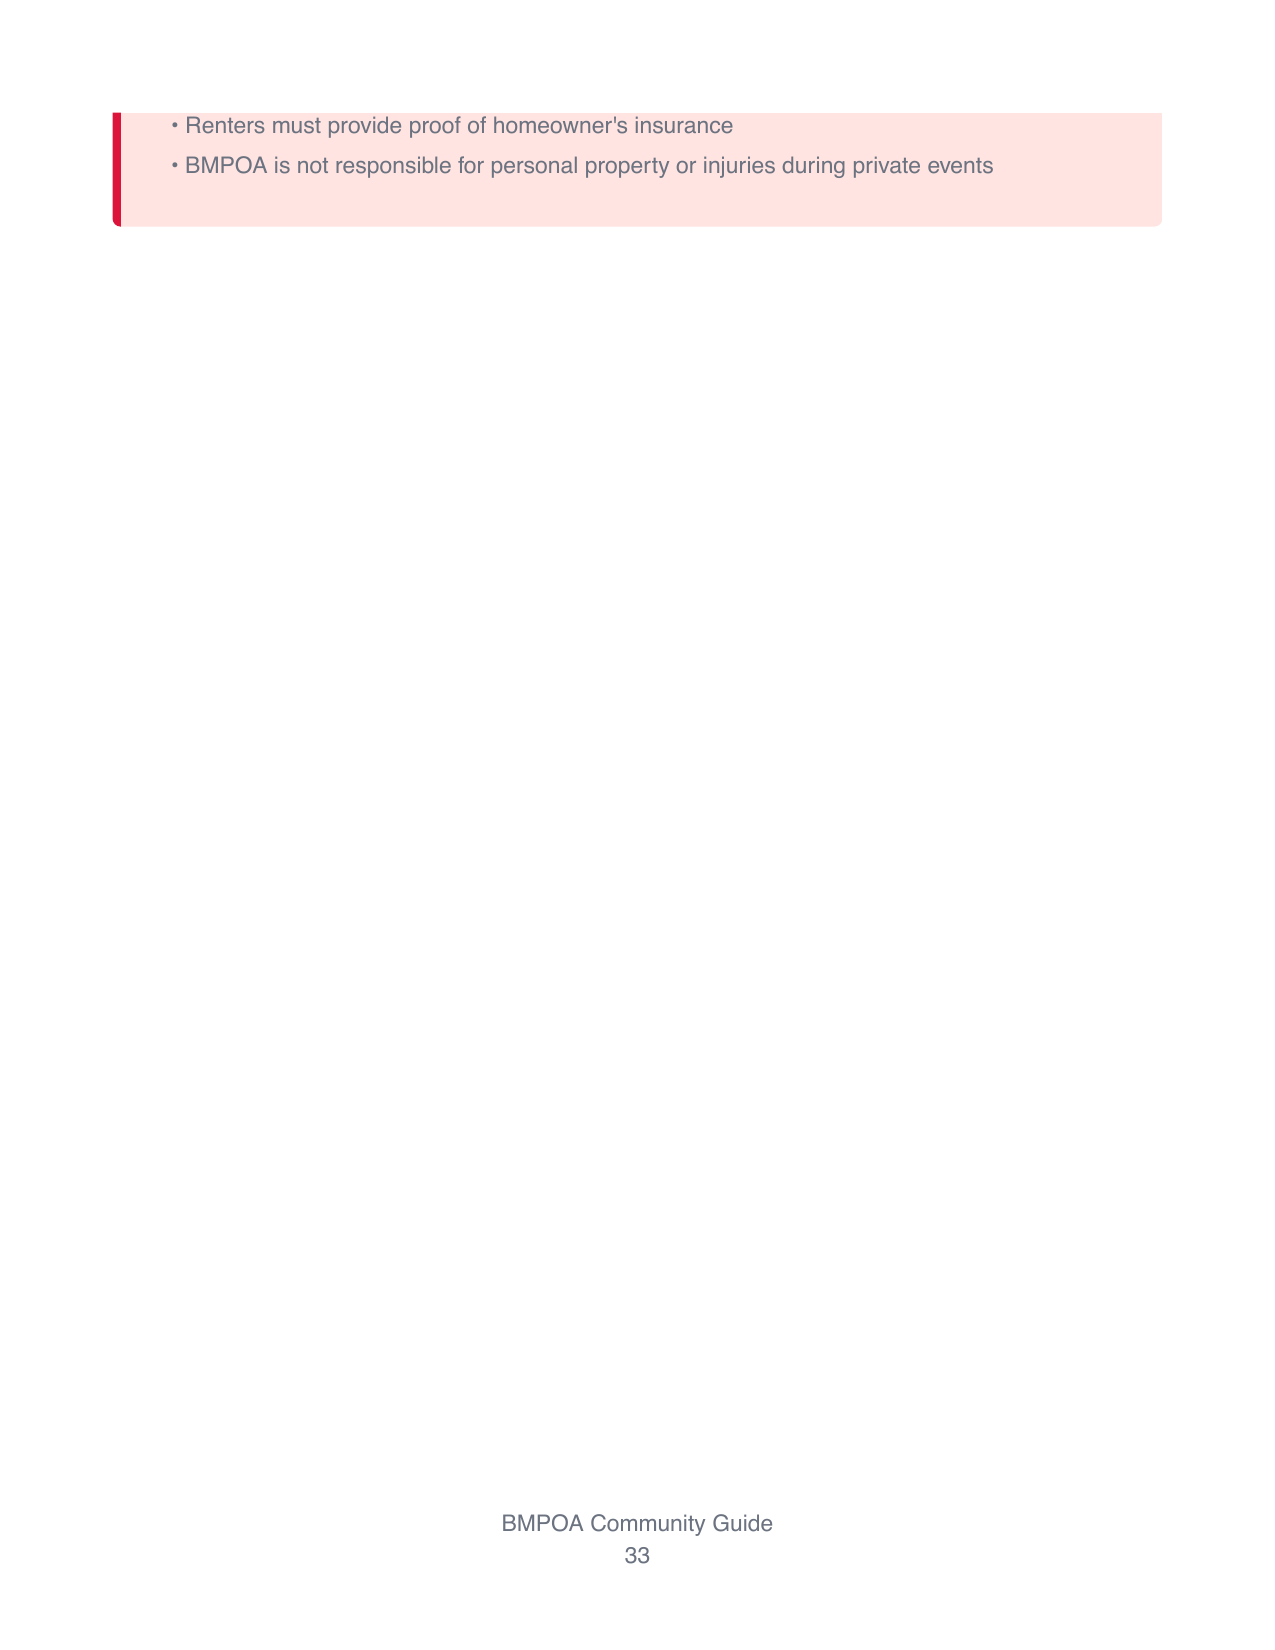 • Renters must provide proof of homeowner's insurance
• BMPOA is not responsible for personal property or injuries during private events
BMPOA Community Guide
33